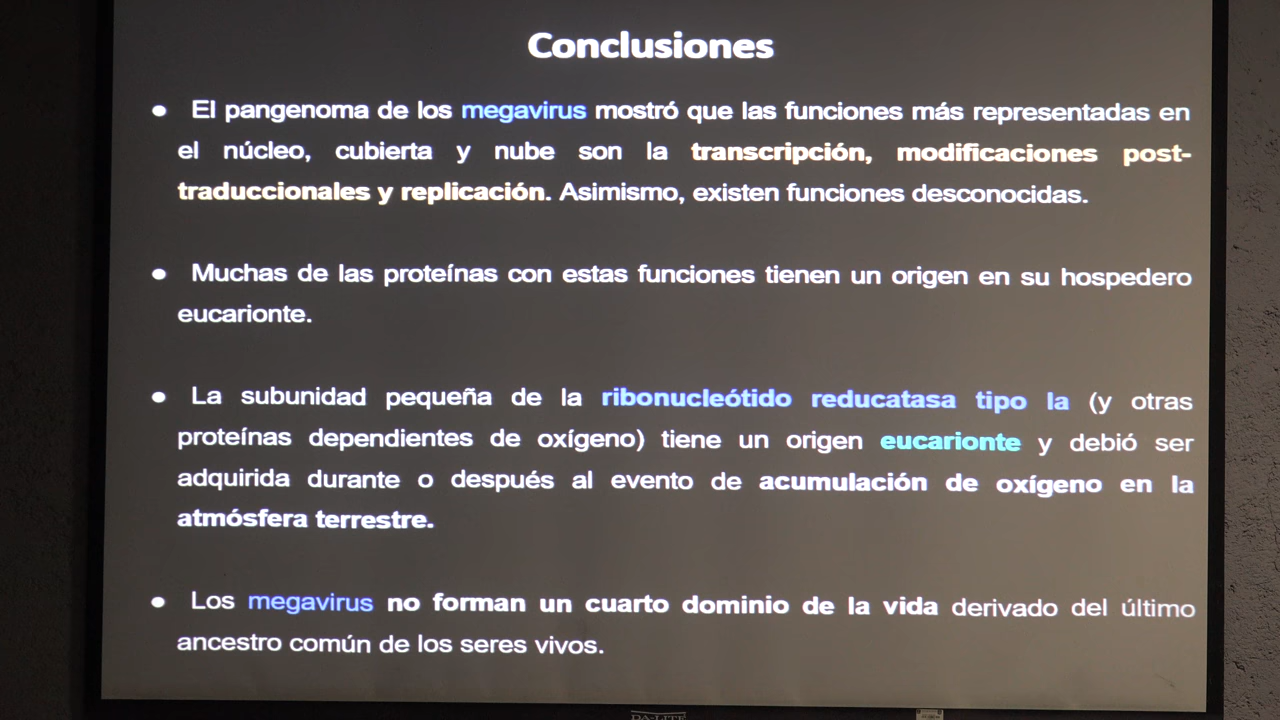 Conclusiones
● El pangenoma de los megavirus mostró que las funciones más representadas en
el núcleo, cubierta y nube son la transcripción, modificaciones post-
traduccionales y replicación. Asimismo, existen funciones desconocidas.
● Muchas de las proteínas con estas funciones tienen un origen en su hospedero
eucarionte.
● La subunidad pequeña de la ribonucleótido reducatasa tipo Ia (y otras
proteínas dependientes de oxígeno) tiene un origen eucarionte y debió ser
adquirida durante o después al evento de acumulación de oxígeno en la
atmósfera terrestre.
● Los megavirus no forman un cuarto dominio de la vida derivado del último
ancestro común de los seres vivos.
DA-LITE